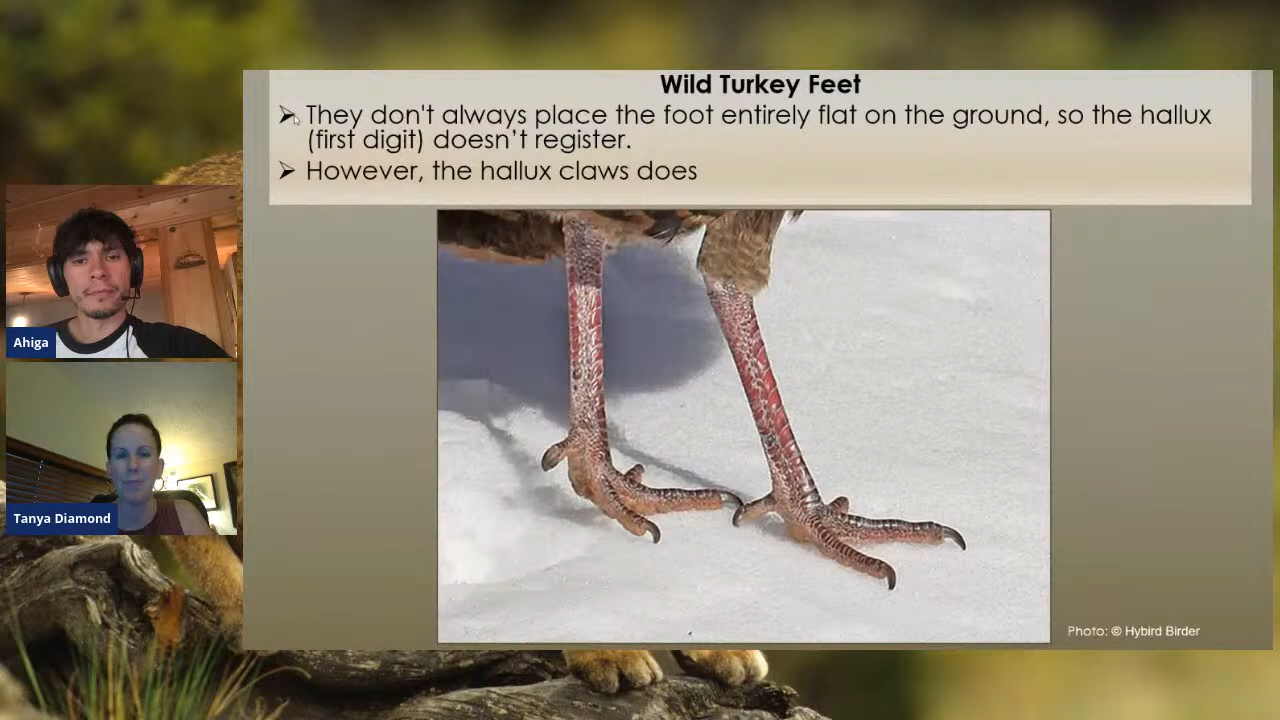 Wild Turkey Feet
➢ They don't always place the foot entirely flat on the ground, so the hallux
(first digit) doesn’t register.
➢ However, the hallux claws does
Ahiga
Tanya Diamond
Photo: © Hybird Birder